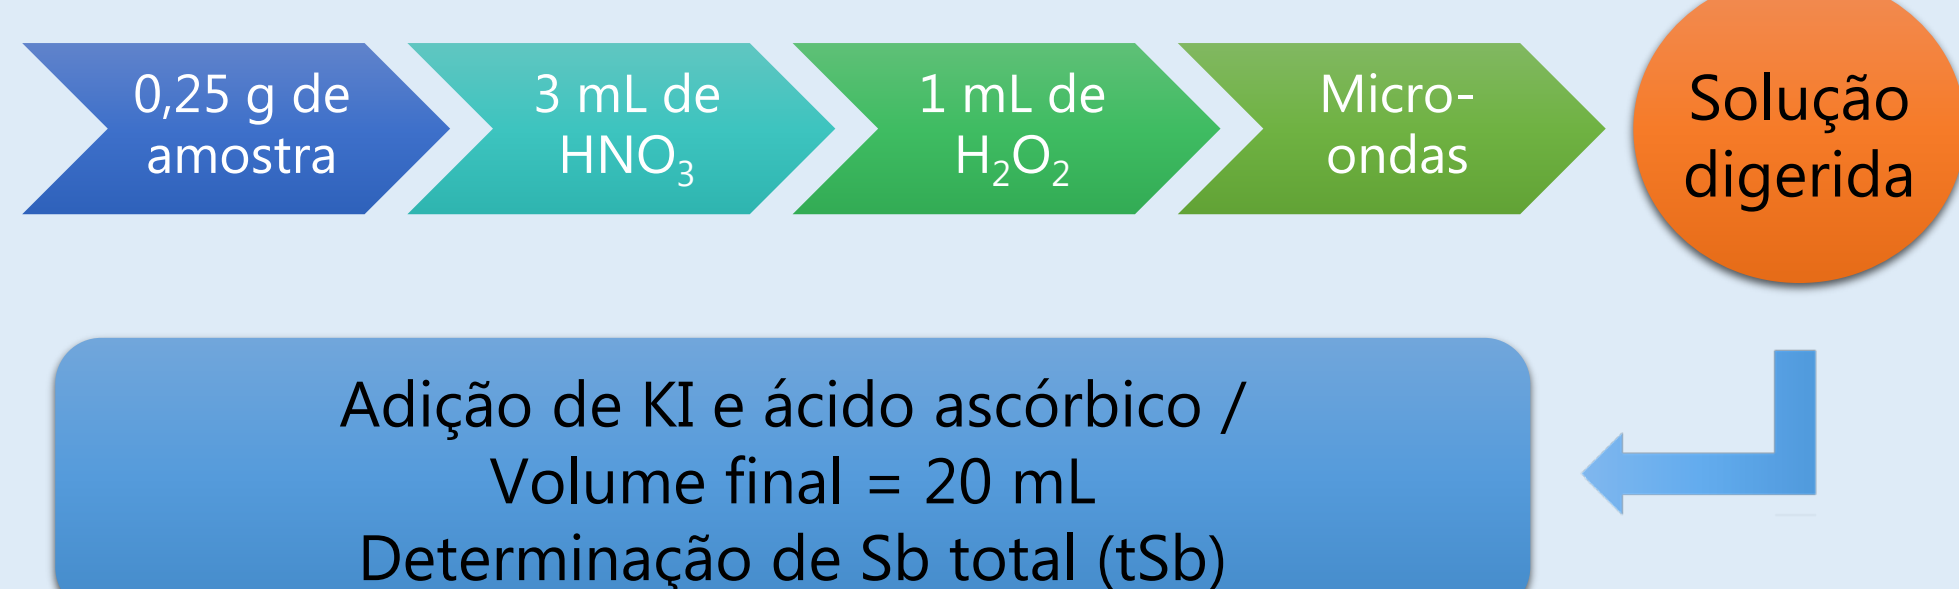 0,25 g de
amostra
3 mL de
HNO₃
1 mL de
H₂O₂
Micro-
ondas
Solução
digerida
Adição de KI e ácido ascórbico /
Volume final = 20 mL
Determinação de Sb total (tSb)